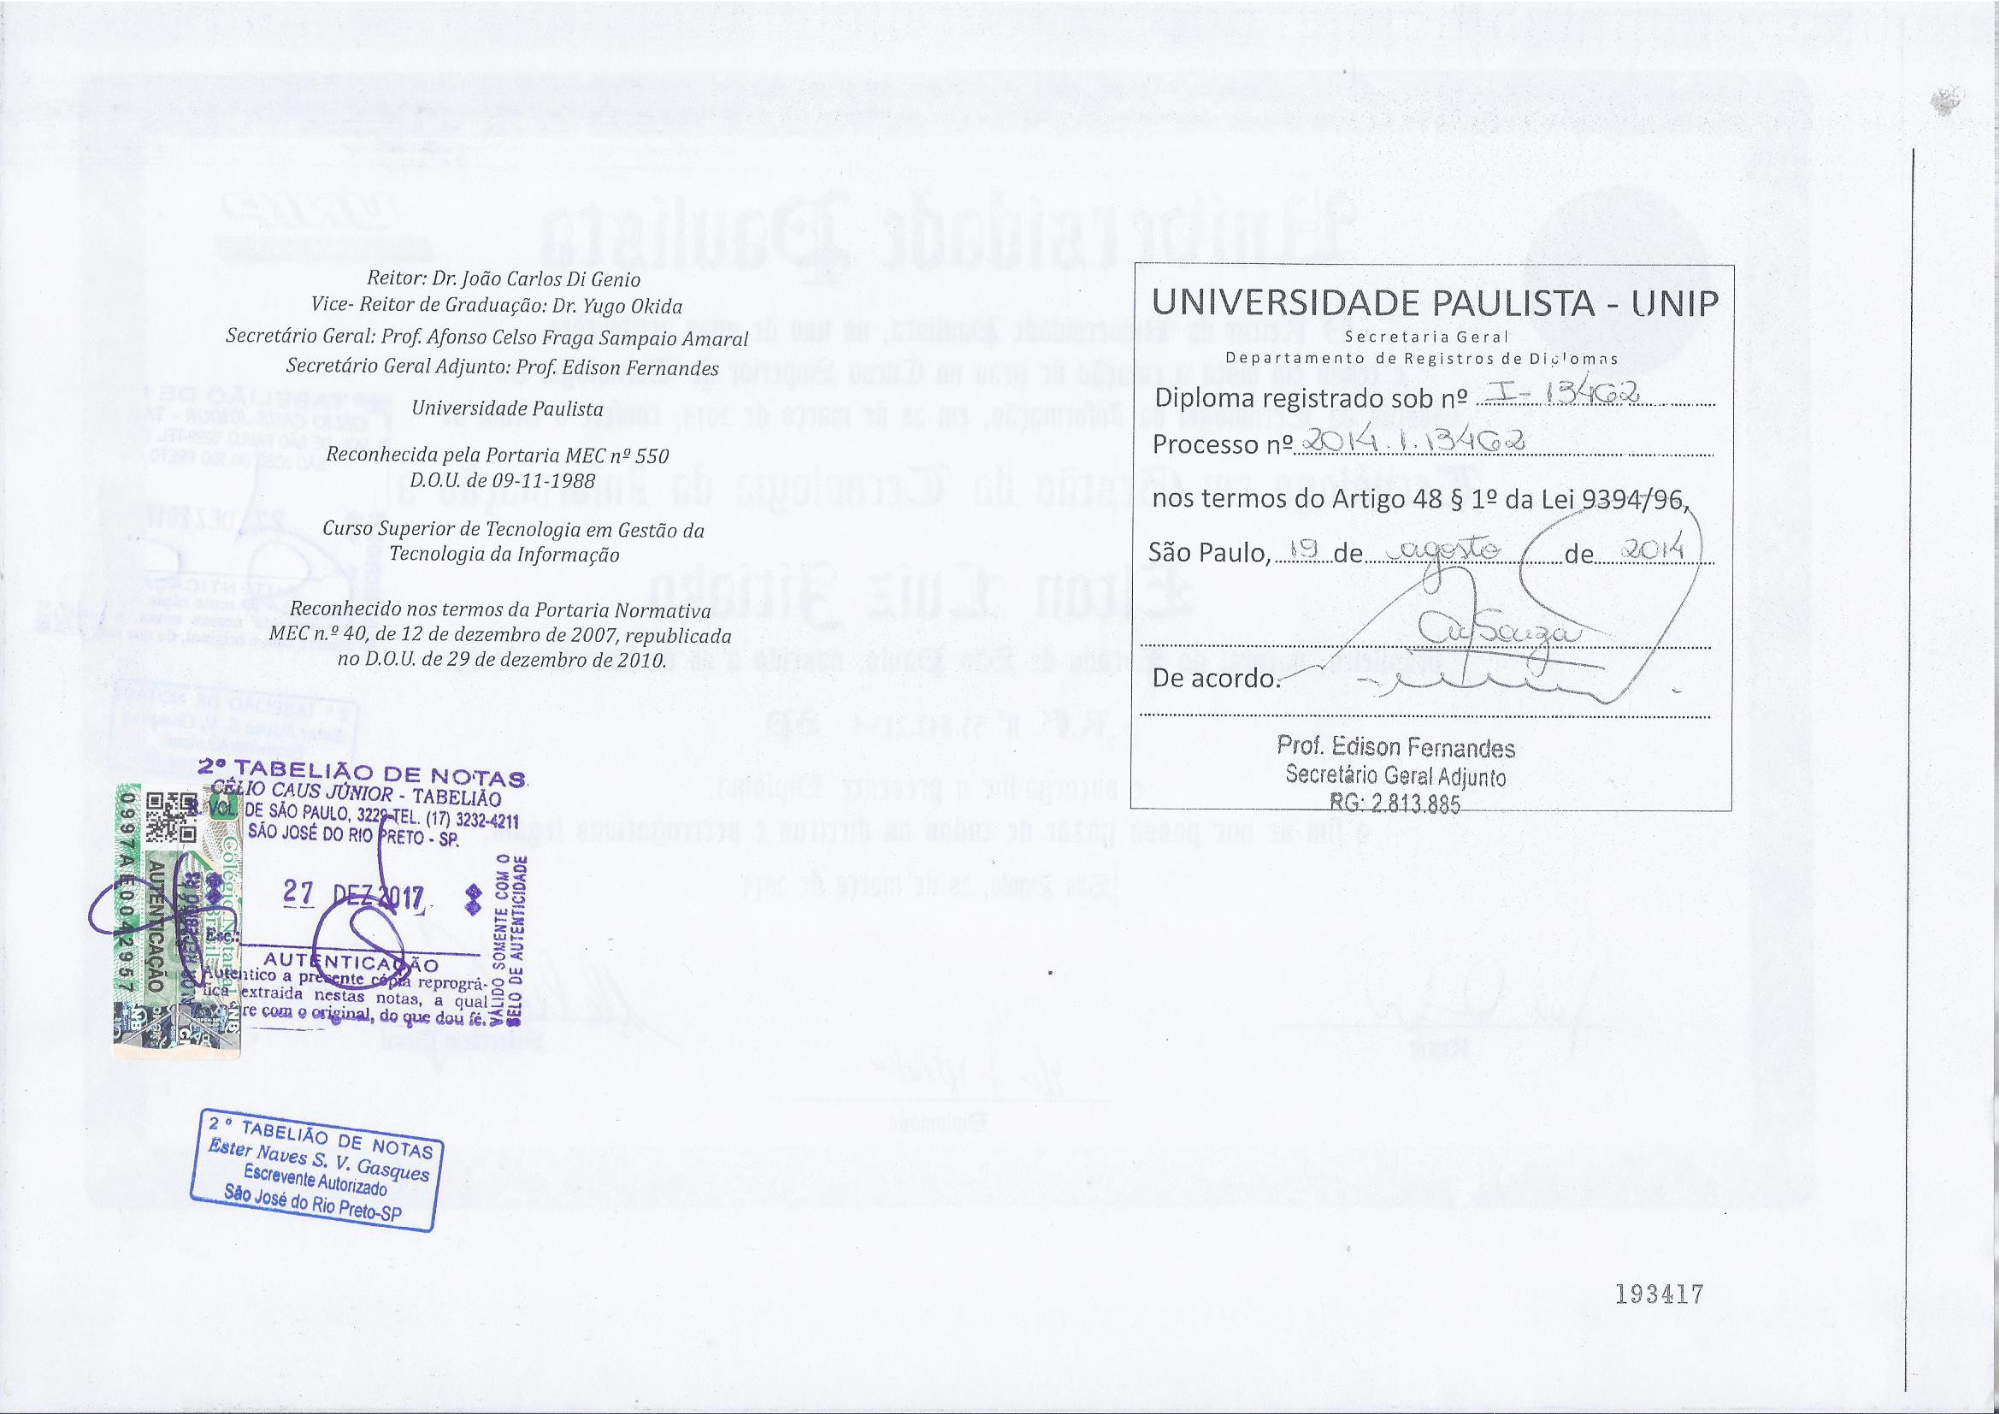 Reitor: Dr. João Carlos Di Genio
Vice- Reitor de Graduação: Dr. Yugo Okida
Secretário Geral: Prof. Afonso Celso Fraga Sampaio Amaral
Secretário Geral Adjunto: Prof. Edison Fernandes
Universidade Paulista
Reconhecida pela Portaria MEC nº 550
D.O.U. de 09-11-1988
Curso Superior de Tecnologia em Gestão da
Tecnologia da Informação
Reconhecido nos termos da Portaria Normativa
MEC n.º 40, de 12 de dezembro de 2007, republicada
no D.O.U. de 29 de dezembro de 2010.
UNIVERSIDADE PAULISTA - UNIP
Secretaria Geral
Departamento de Registros de Diplomas
Diploma registrado sob nº I-13462
Processo nº 2014.1.13462
nos termos do Artigo 48 § 1º da Lei 9394/96,
São Paulo, 19 de agosto de 2014
De acordo.
Prof. Edison Fernandes
Secretário Geral Adjunto
RG: 2.813.885
2º TABELIÃO DE NOTAS
CÉLIO CAUS JÚNIOR - TABELIÃO
R. VOL. DE SÃO PAULO, 3229-TEL. (17) 3232-4211
SÃO JOSÉ DO RIO PRETO - SP.
27 DEZ 2017
Esc.:
AUTENTICAÇÃO
Autentico a presente cópia reprográ-
fica extraida nestas notas, a qual
re com o original, do que dou fé.
VÁLIDO SOMENTE COM O
SELO DE AUTENTICIDADE
0997AE0042957
AUTENTICAÇÃO
Colégio Notarial
2º TABELIÃO DE NOTAS
Ester Naves S. V. Gasques
Escrevente Autorizado
São José do Rio Preto-SP
193417